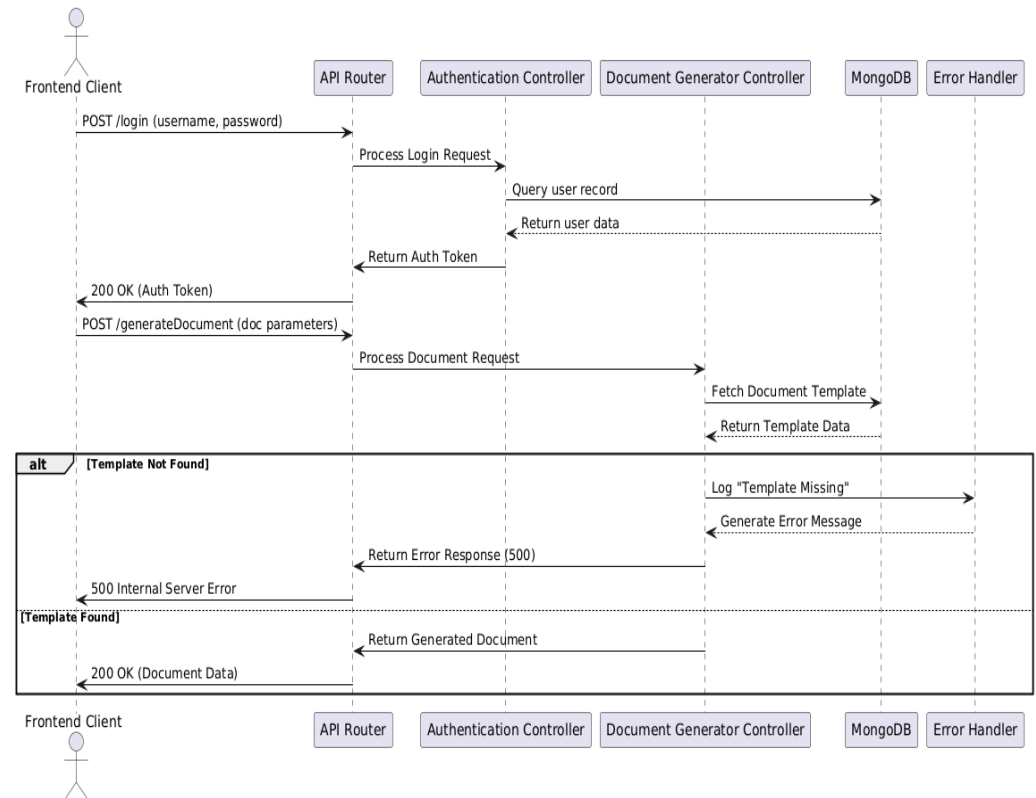 Frontend Client
API Router
Authentication Controller
Document Generator Controller
MongoDB
Error Handler
POST /login (username, password)
Process Login Request
Query user record
Return user data
Return Auth Token
200 OK (Auth Token)
POST /generateDocument (doc parameters)
Process Document Request
Fetch Document Template
Return Template Data
alt
[Template Not Found]
Log "Template Missing"
Generate Error Message
Return Error Response (500)
500 Internal Server Error
[Template Found]
Return Generated Document
200 OK (Document Data)
Frontend Client
API Router
Authentication Controller
Document Generator Controller
MongoDB
Error Handler